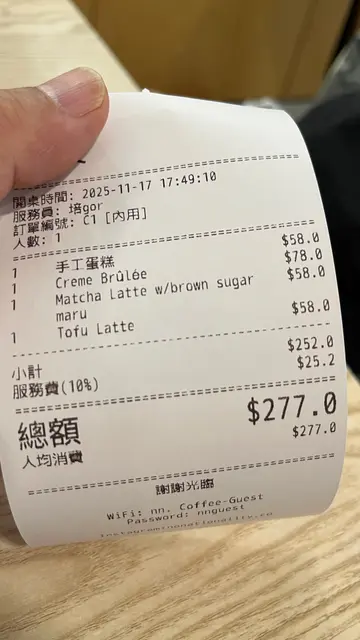 開桌時間: 2025-11-17 17:49:10
服務員: 培gor
訂單編號: C1 [內用]
人數: 1
1 手工蛋糕 $58.0
1 Creme Brûlée $78.0
1 Matcha Latte w/brown sugar $58.0
maru
1 Tofu Latte $58.0
小計 $252.0
服務費(10%) $25.2
總額 $277.0
人均消費 $277.0
謝謝光臨
WiFi: nn. Coffee-Guest
Password: nnguest